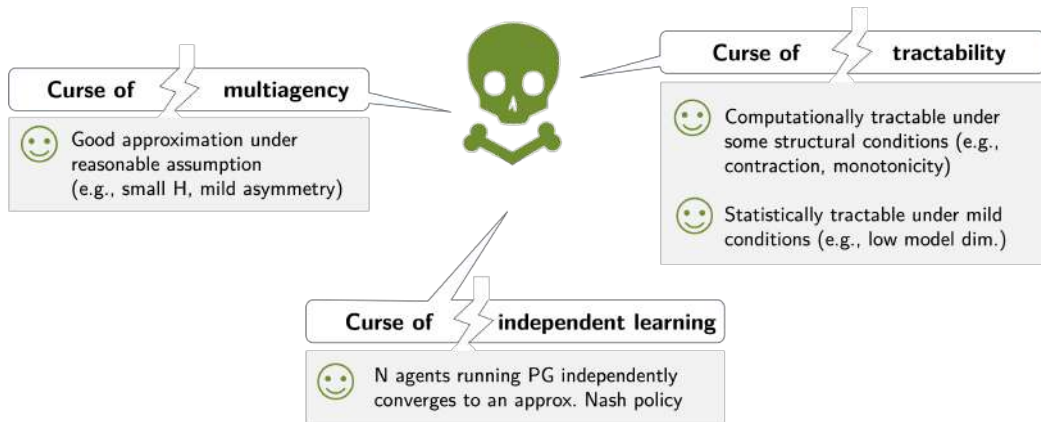 Curse of multiagency
Good approximation under
reasonable assumption
(e.g., small H, mild asymmetry)
Curse of tractability
Computationally tractable under
some structural conditions (e.g.,
contraction, monotonicity)
Statistically tractable under mild
conditions (e.g., low model dim.)
Curse of independent learning
N agents running PG independently
converges to an approx. Nash policy